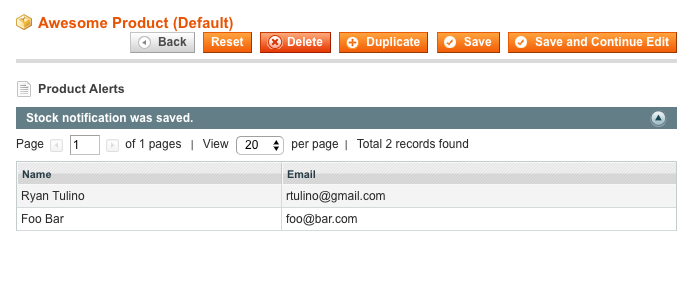 Awesome Product (Default)
Back Reset Delete Duplicate Save Save and Continue Edit
Product Alerts
Stock notification was saved.
Page 1 of 1 pages | View 20 per page | Total 2 records found
Name Email
Ryan Tulino rtulino@gmail.com
Foo Bar foo@bar.com